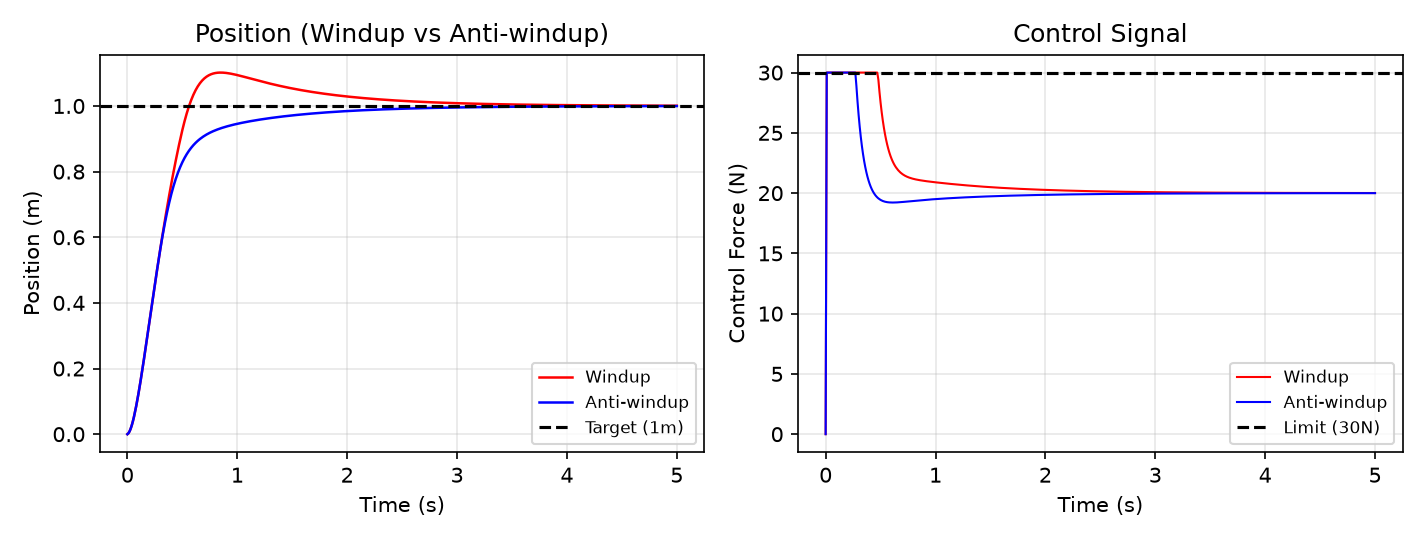 Position (Windup vs Anti-windup)
Position (m)
1.0
0.8
0.6
0.4
0.2
0.0
Windup
Anti-windup
Target (1m)
0 1 2 3 4 5
Time (s)
Control Signal
Control Force (N)
30
25
20
15
10
5
0
Windup
Anti-windup
Limit (30N)
0 1 2 3 4 5
Time (s)